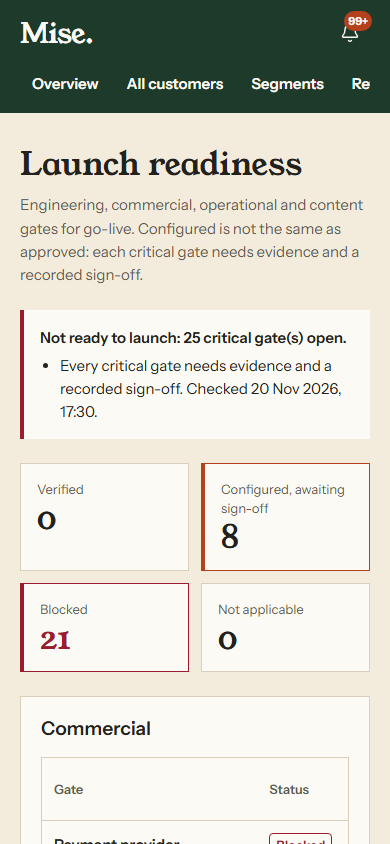 Mise.
99+
Overview
All customers
Segments
Re
Launch readiness
Engineering, commercial, operational and content
gates for go-live. Configured is not the same as
approved: each critical gate needs evidence and a
recorded sign-off.
Not ready to launch: 25 critical gate(s) open.
• Every critical gate needs evidence and a
recorded sign-off. Checked 20 Nov 2026,
17:30.
Verified
0
Configured, awaiting
sign-off
8
Blocked
21
Not applicable
0
Commercial
Gate
Status
Payment provider
Blocked